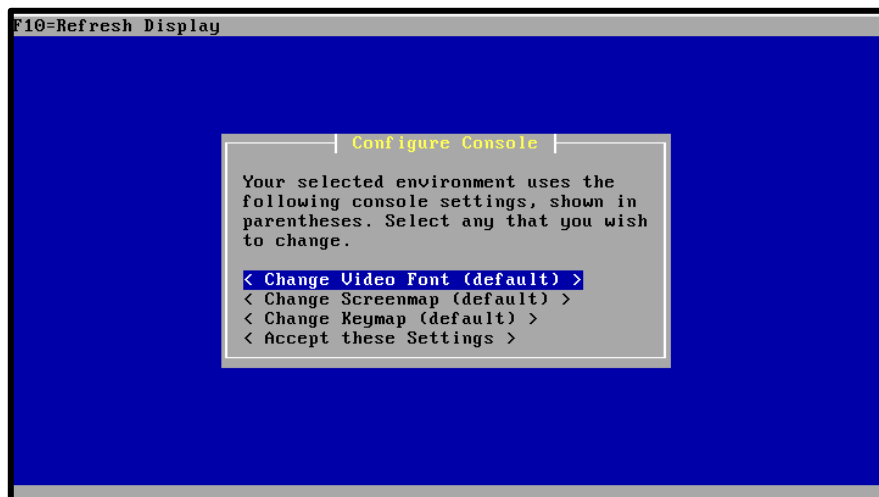 F10=Refresh Display
Configure Console
Your selected environment uses the
following console settings, shown in
parentheses. Select any that you wish
to change.
< Change Video Font (default) >
< Change Screenmap (default) >
< Change Keymap (default) >
< Accept these Settings >